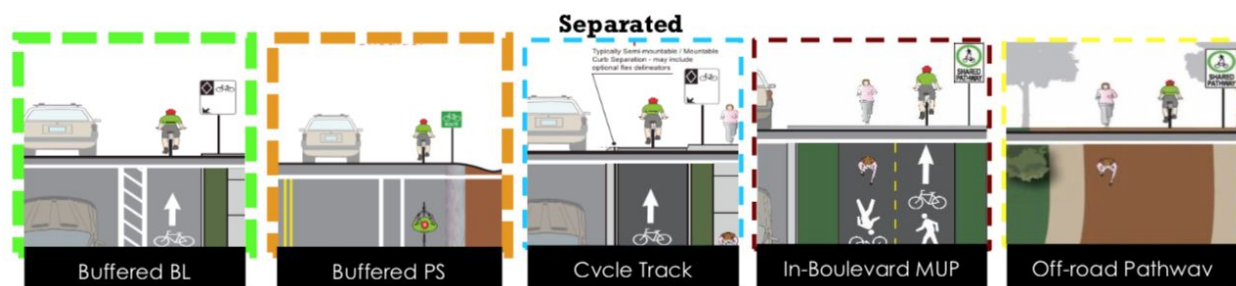 Separated
Typically Semi-mountable / Mountable
Curb Separation - may include
optional flex delineators
SHARED
PATHWAY
SHARED
PATHWAY
Buffered BL
Buffered PS
Cycle Track
In-Boulevard MUP
Off-road Pathway